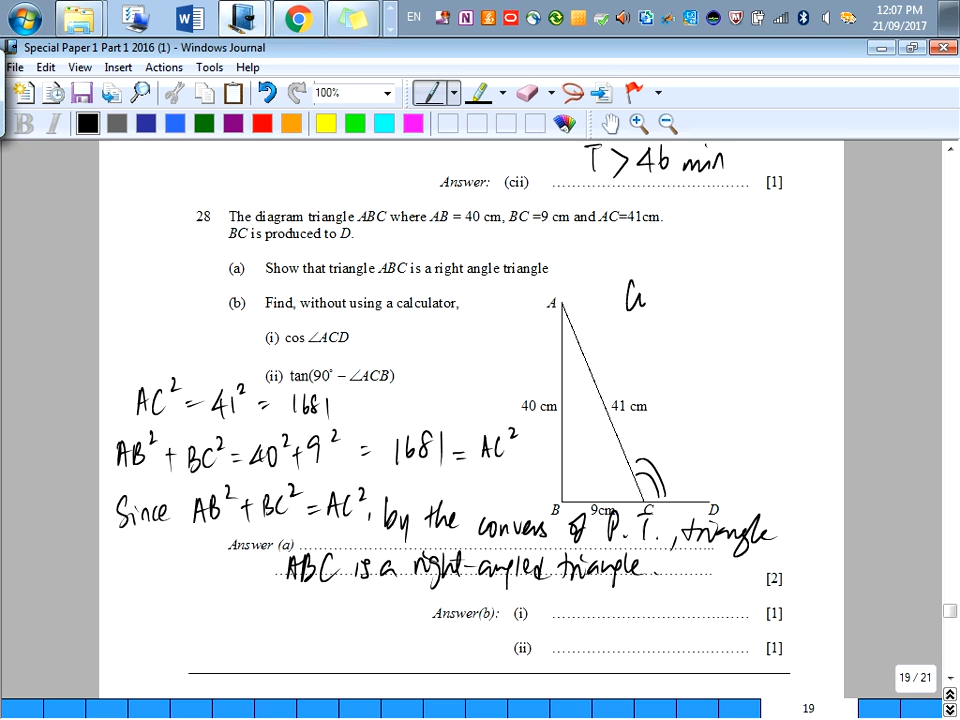 EN
12:07 PM
21/09/2017
Special Paper 1 Part 1 2016 (1) - Windows Journal
File Edit View Insert Actions Tools Help
100%
B I
T > 46 min
Answer: (cii) ........................................ [1]
28 The diagram triangle ABC where AB = 40 cm, BC =9 cm and AC=41cm.
BC is produced to D.
(a) Show that triangle ABC is a right angle triangle
(b) Find, without using a calculator,
(i) cos ∠ACD
(ii) tan(90° − ∠ACB)
A
40 cm
41 cm
B 9cm C D
AC² = 41² = 1681
AB² + BC² = 40² + 9² = 1681 = AC²
Since AB² + BC² = AC², by the convers of P.T., triangle
Answer (a) ........................................
ABC is a right-angled triangle.
[2]
Answer(b): (i) ........................................ [1]
(ii) ........................................ [1]
19 / 21
19